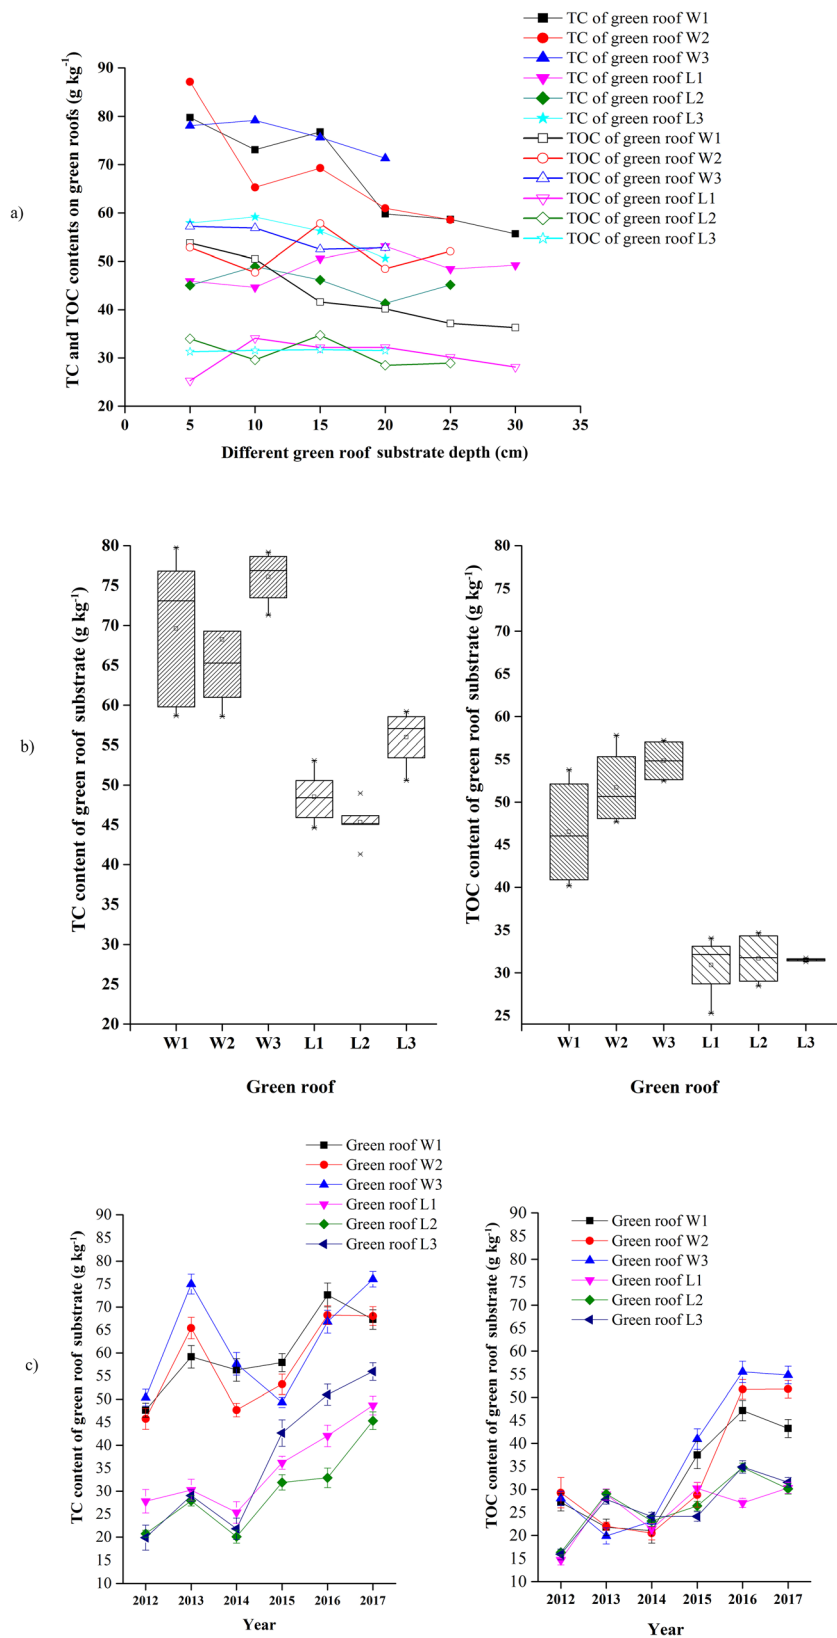 a)
TC of green roof W1
TC of green roof W2
TC of green roof W3
TC of green roof L1
TC of green roof L2
TC of green roof L3
TOC of green roof W1
TOC of green roof W2
TOC of green roof W3
TOC of green roof L1
TOC of green roof L2
TOC of green roof L3
TC and TOC contents on green roofs (g kg⁻¹)
90
80
70
60
50
40
30
20
0 5 10 15 20 25 30 35
Different green roof substrate depth (cm)
b)
TC content of green roof substrate (g kg⁻¹)
80
75
70
65
60
55
50
45
40
35
30
25
20
W1 W2 W3 L1 L2 L3
Green roof
TOC content of green roof substrate (g kg⁻¹)
80
75
70
65
60
55
50
45
40
35
30
25
W1 W2 W3 L1 L2 L3
Green roof
c)
Green roof W1
Green roof W2
Green roof W3
Green roof L1
Green roof L2
Green roof L3
TC content of green roof substrate (g kg⁻¹)
90
85
80
75
70
65
60
55
50
45
40
35
30
25
20
15
10
2012 2013 2014 2015 2016 2017
Year
Green roof W1
Green roof W2
Green roof W3
Green roof L1
Green roof L2
Green roof L3
TOC content of green roof substrate (g kg⁻¹)
90
85
80
75
70
65
60
55
50
45
40
35
30
25
20
15
10
2012 2013 2014 2015 2016 2017
Year